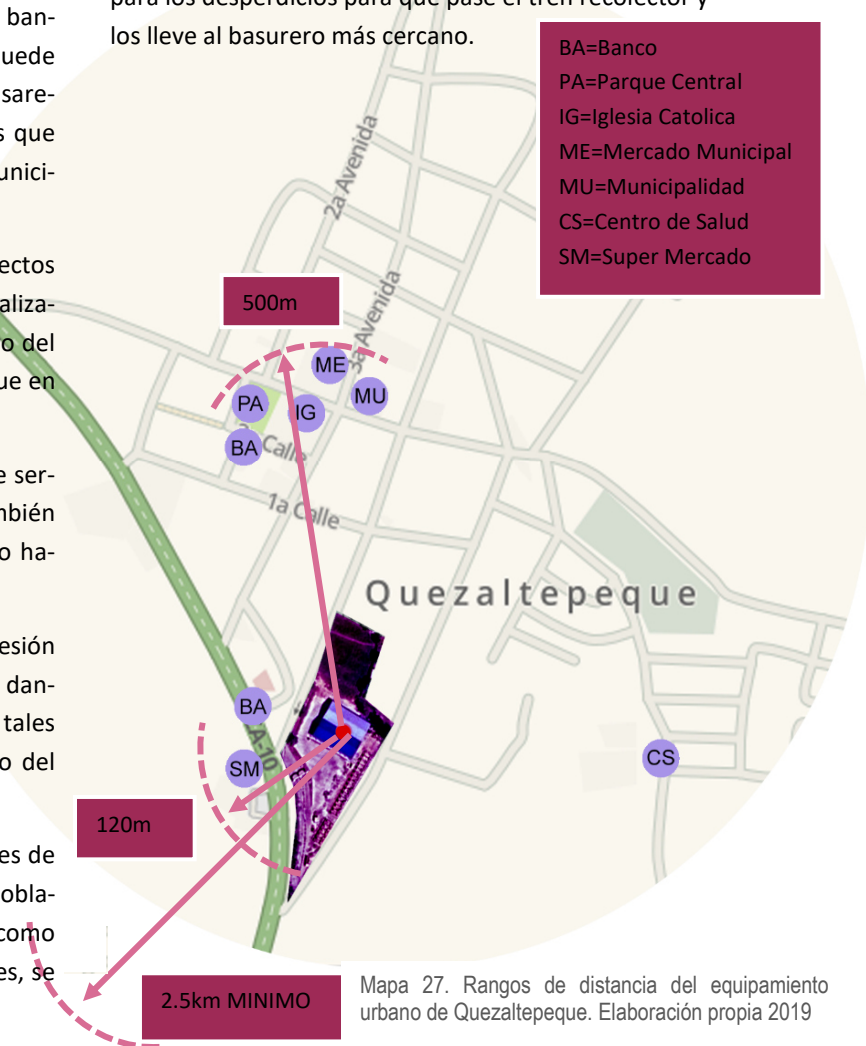 ban-
uede
sare-
s que
unici-
ectos
aliza-
o del
ue en
e ser-
mbién
o ha-
esión
dan-
tales
o del
es de
obla-
como
es, se
para los desperdicios para que pase el tren recolector y
los lleve al basurero más cercano.
BA=Banco
PA=Parque Central
IG=Iglesia Catolica
ME=Mercado Municipal
MU=Municipalidad
CS=Centro de Salud
SM=Super Mercado
2a Avenida
500m
3a Avenida
ME
MU
PA
IG
BA
Calle
1a Calle
Quezaltepeque
BA
A-10
SM
CS
120m
2.5km MINIMO
Mapa 27. Rangos de distancia del equipamiento
urbano de Quezaltepeque. Elaboración propia 2019